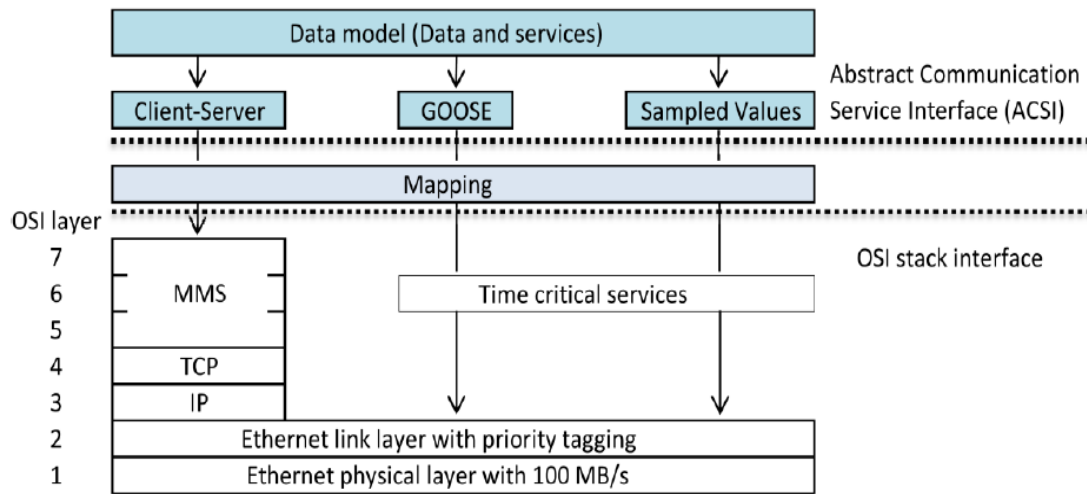 Data model (Data and services)
Client-Server
GOOSE
Sampled Values
Abstract Communication
Service Interface (ACSI)
Mapping
OSI layer
OSI stack interface
7
6
MMS
Time critical services
5
4
TCP
3
IP
2
Ethernet link layer with priority tagging
1
Ethernet physical layer with 100 MB/s